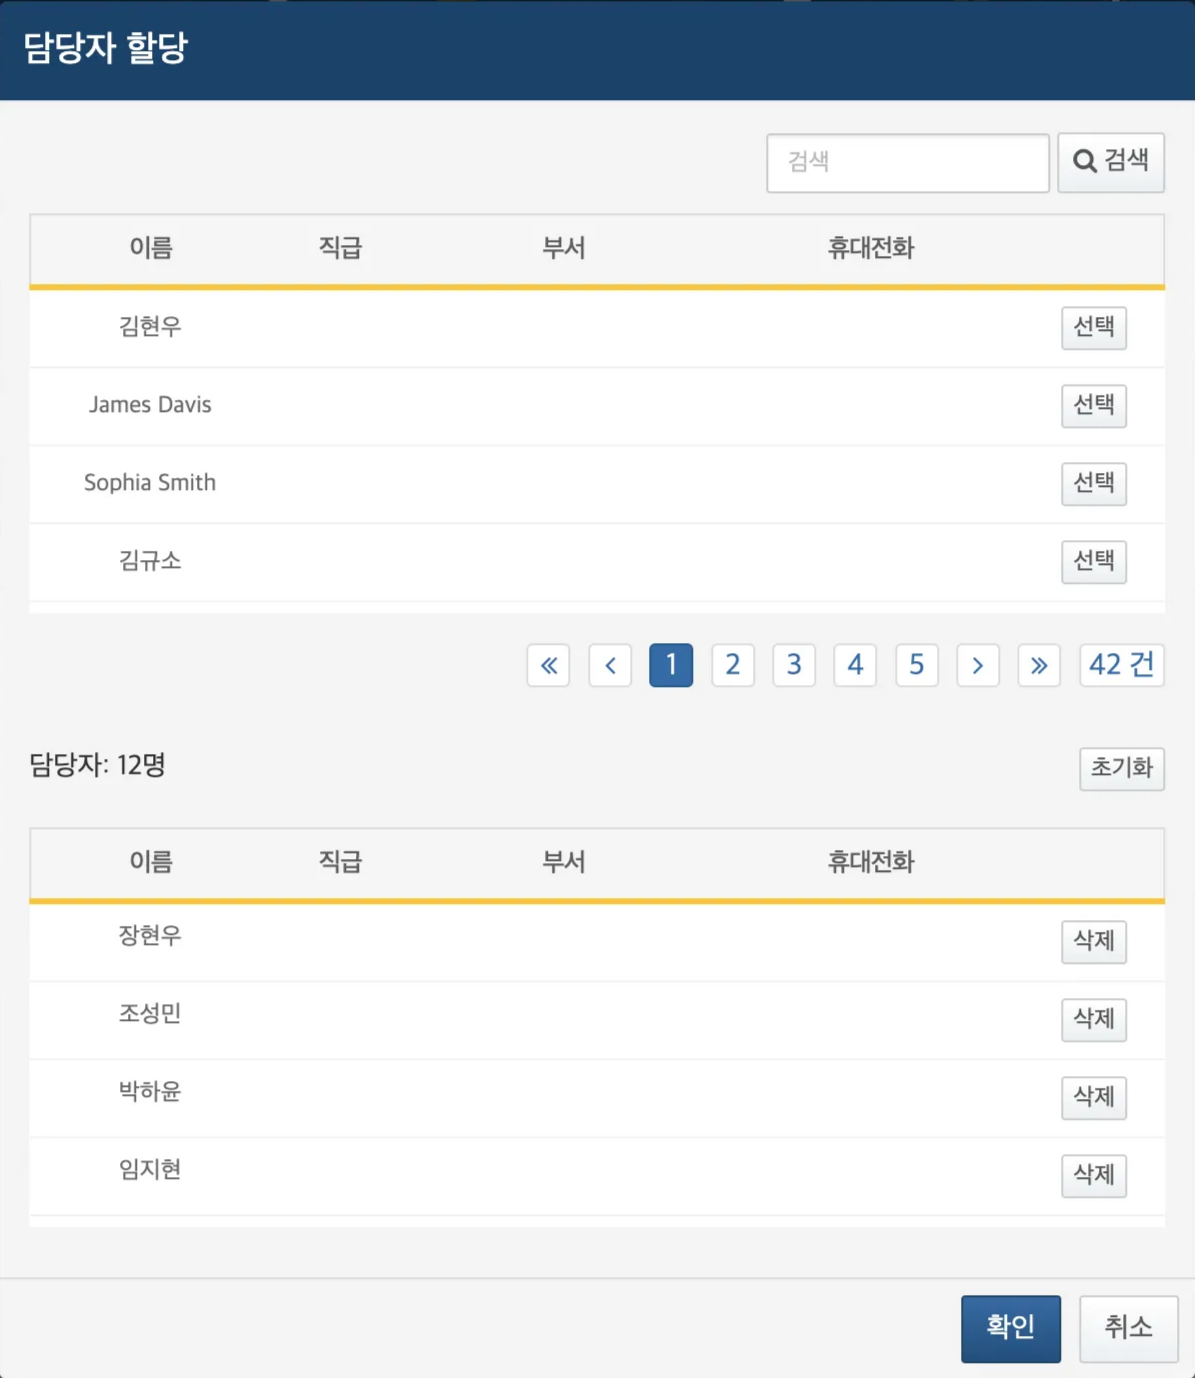 담당자 할당
검색 검색
이름 직급 부서 휴대전화
김현우 선택
James Davis 선택
Sophia Smith 선택
김규소 선택
« < 1 2 3 4 5 > » 42 건
담당자: 12명 초기화
이름 직급 부서 휴대전화
장현우 삭제
조성민 삭제
박하윤 삭제
임지현 삭제
확인 취소